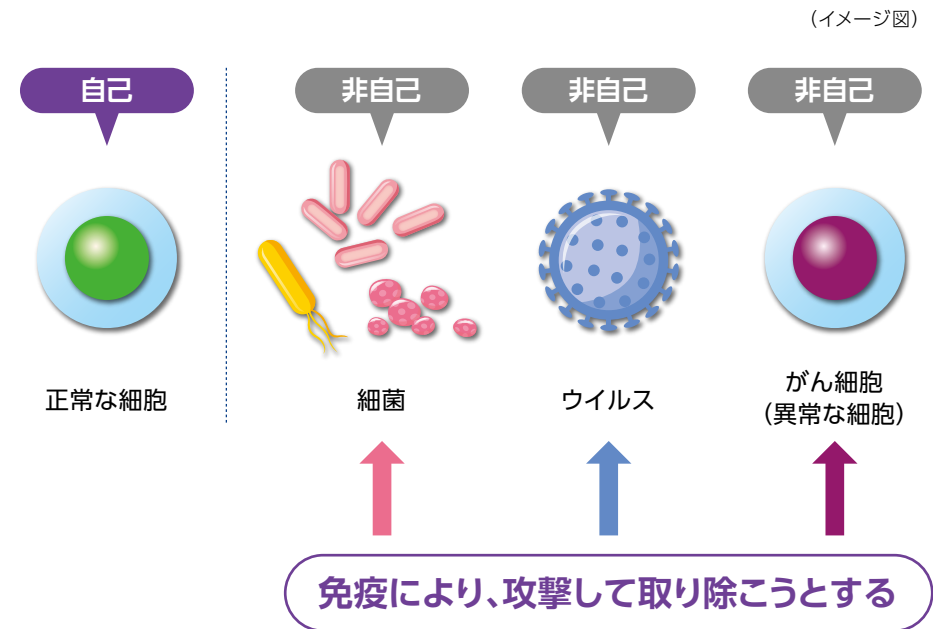 (イメージ図)
自己
非自己
非自己
非自己
正常な細胞
細菌
ウイルス
がん細胞
(異常な細胞)
免疫により、攻撃して取り除こうとする